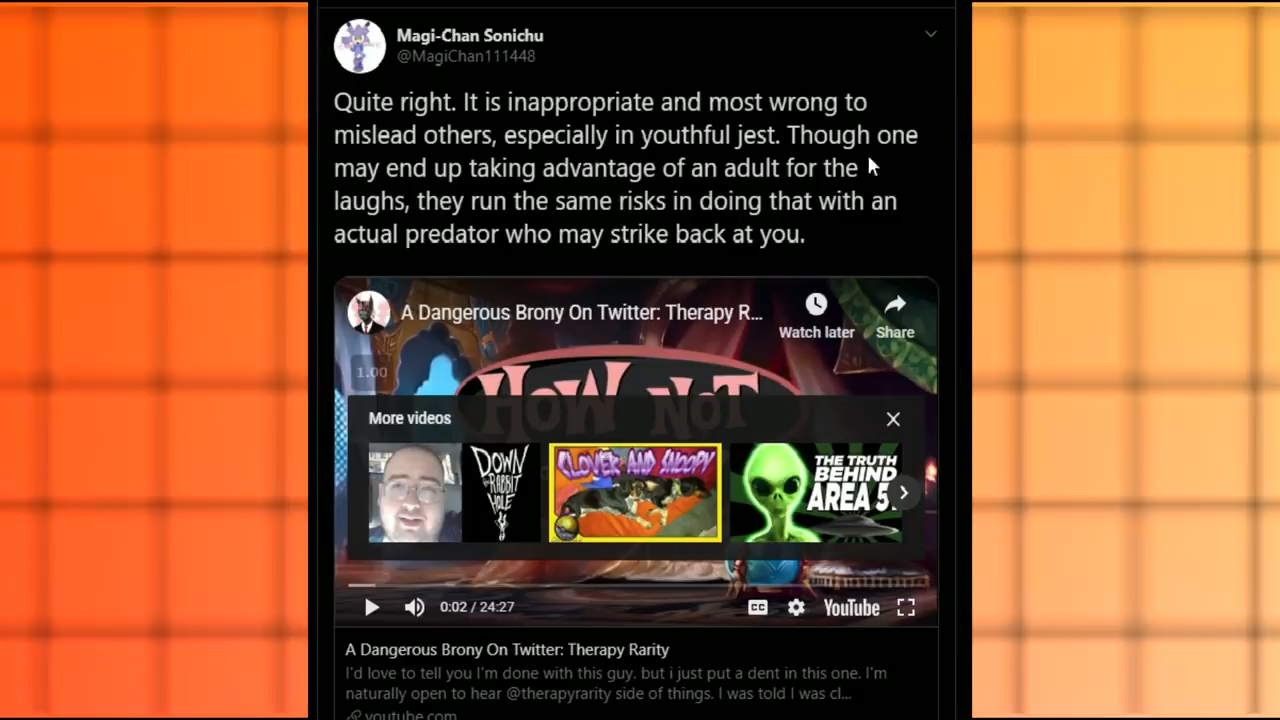 Magi-Chan Sonichu
@MagiChan111448
Quite right. It is inappropriate and most wrong to
mislead others, especially in youthful jest. Though one
may end up taking advantage of an adult for the
laughs, they run the same risks in doing that with an
actual predator who may strike back at you.
A Dangerous Brony On Twitter: Therapy R...
Watch later
Share
1.00
HOW NOT
More videos
DOWN
THE RABBIT
HOLE
CLOVER AND SNOOPY
THE TRUTH
BEHIND
AREA 5
0:02 / 24:27
CC
YouTube
A Dangerous Brony On Twitter: Therapy Rarity
I'd love to tell you I'm done with this guy. but i just put a dent in this one. I'm
naturally open to hear @therapyrarity side of things. I was told I was cl...
youtube.com